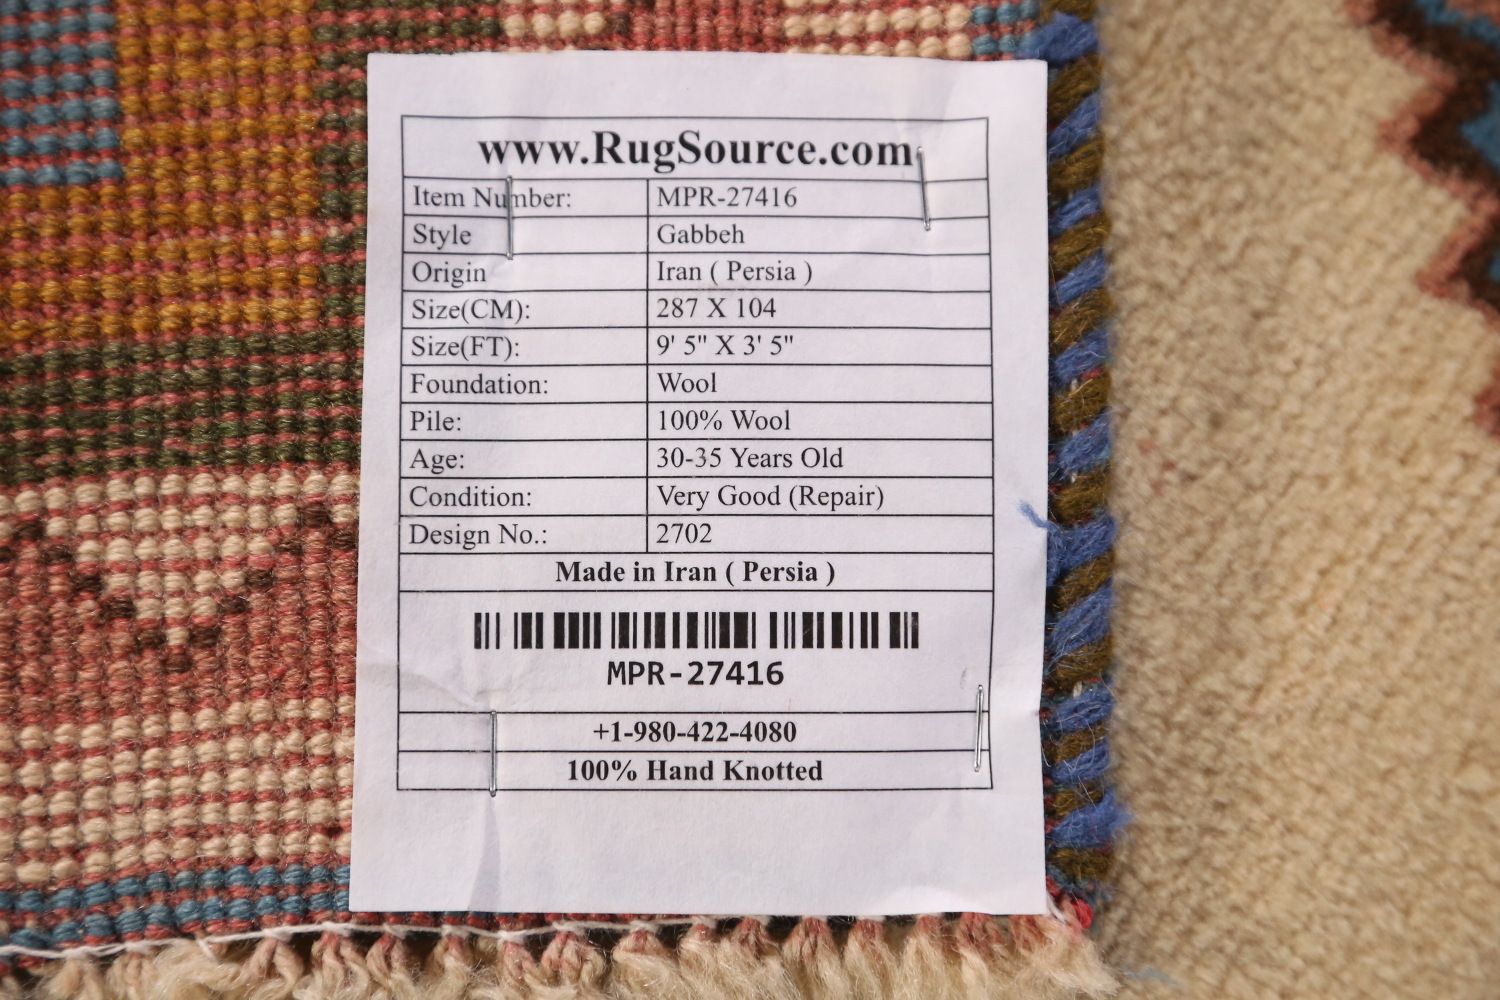 www.RugSource.com
Item Number: MPR-27416
Style Gabbeh
Origin Iran ( Persia )
Size(CM): 287 X 104
Size(FT): 9' 5" X 3' 5"
Foundation: Wool
Pile: 100% Wool
Age: 30-35 Years Old
Condition: Very Good (Repair)
Design No.: 2702
Made in Iran ( Persia )
MPR-27416
+1-980-422-4080
100% Hand Knotted